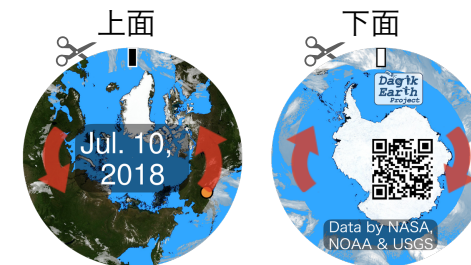 上面
下面
Jul. 10,
2018
Dagik
Earth
Project
Data by NASA,
NOAA & USGS